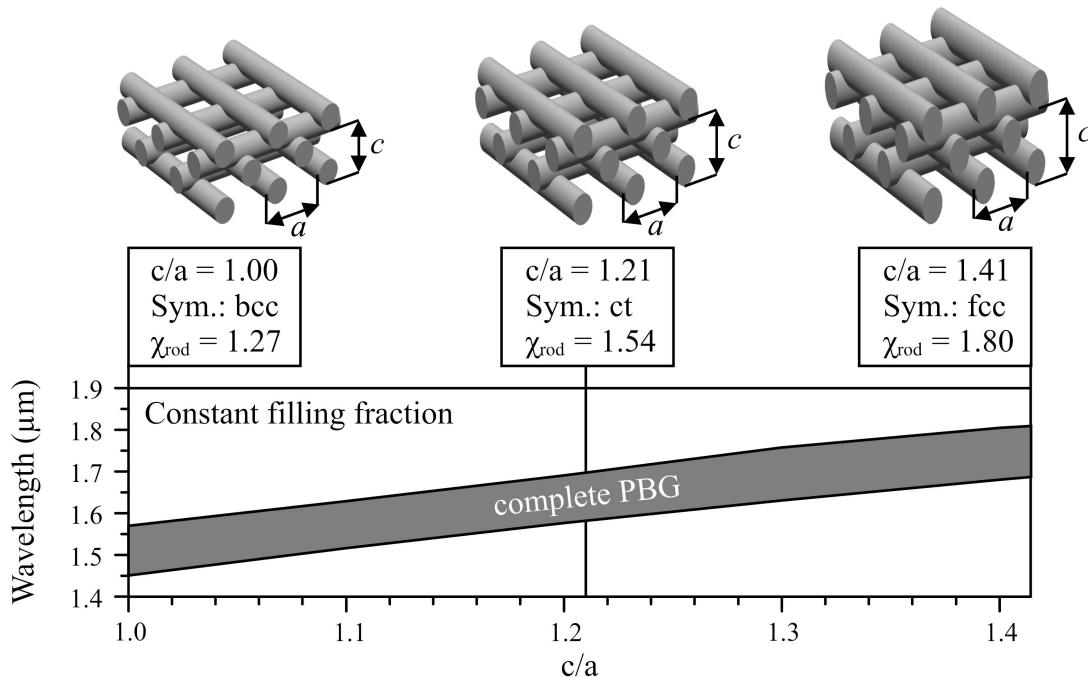 c
a
c
a
c
a
c/a = 1.00
Sym.: bcc
χrod = 1.27
c/a = 1.21
Sym.: ct
χrod = 1.54
c/a = 1.41
Sym.: fcc
χrod = 1.80
Wavelength (μm)
1.9
1.8
1.7
1.6
1.5
1.4
Constant filling fraction
complete PBG
1.0
1.1
1.2
1.3
1.4
c/a